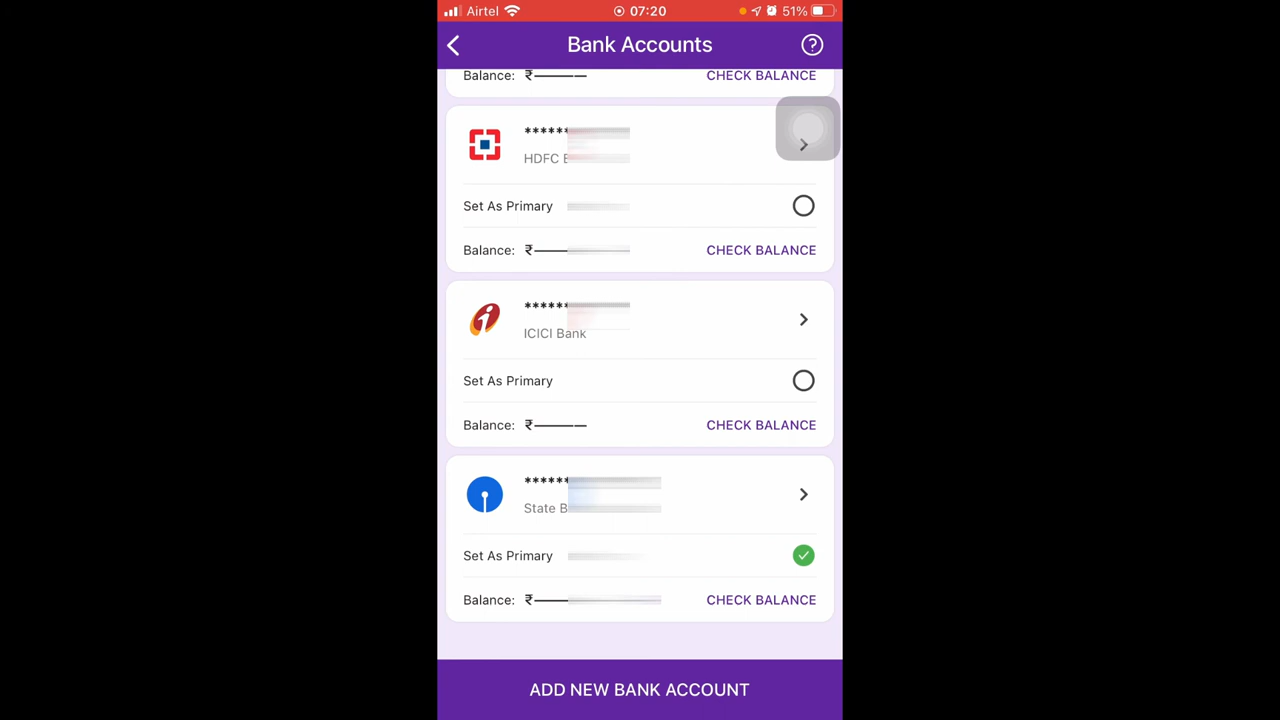 Airtel 07:20 51%
Bank Accounts
Balance: ₹ CHECK BALANCE
******
HDFC
Set As Primary
Balance: ₹ CHECK BALANCE
******
ICICI Bank
Set As Primary
Balance: ₹ CHECK BALANCE
******
State B
Set As Primary
Balance: ₹ CHECK BALANCE
ADD NEW BANK ACCOUNT